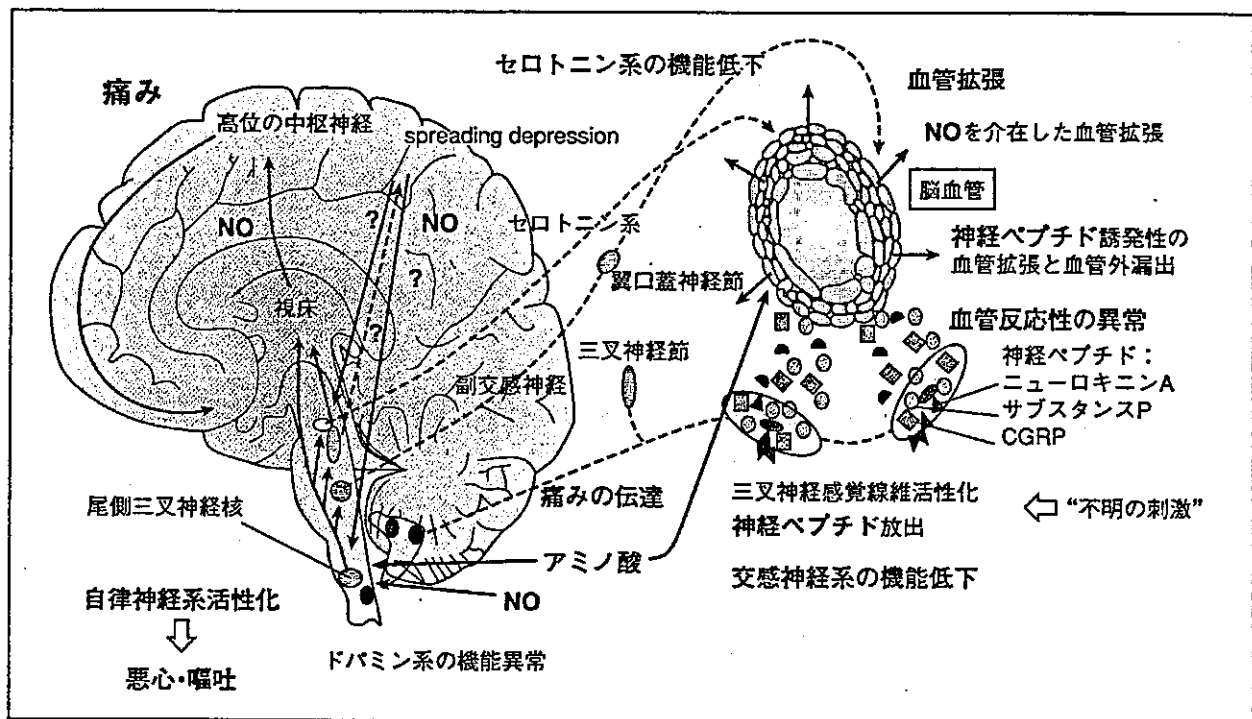 セロトニン系の機能低下
痛み
血管拡張
高位の中枢神経
spreading depression
NOを介在した血管拡張
脳血管
?
NO
NO
セロトニン系
神経ペプチド誘発性の
血管拡張と血管外漏出
?
翼口蓋神経節
視床
?
血管反応性の異常
三叉神経節
神経ペプチド:
ニューロキニンA
副交感神経
サブスタンスP
CGRP
痛みの伝達
三叉神経感覚線維活性化
“不明の刺激”
尾側三叉神経核
神経ペプチド放出
アミノ酸
交感神経系の機能低下
自律神経系活性化
NO
ドパミン系の機能異常
悪心・嘔吐